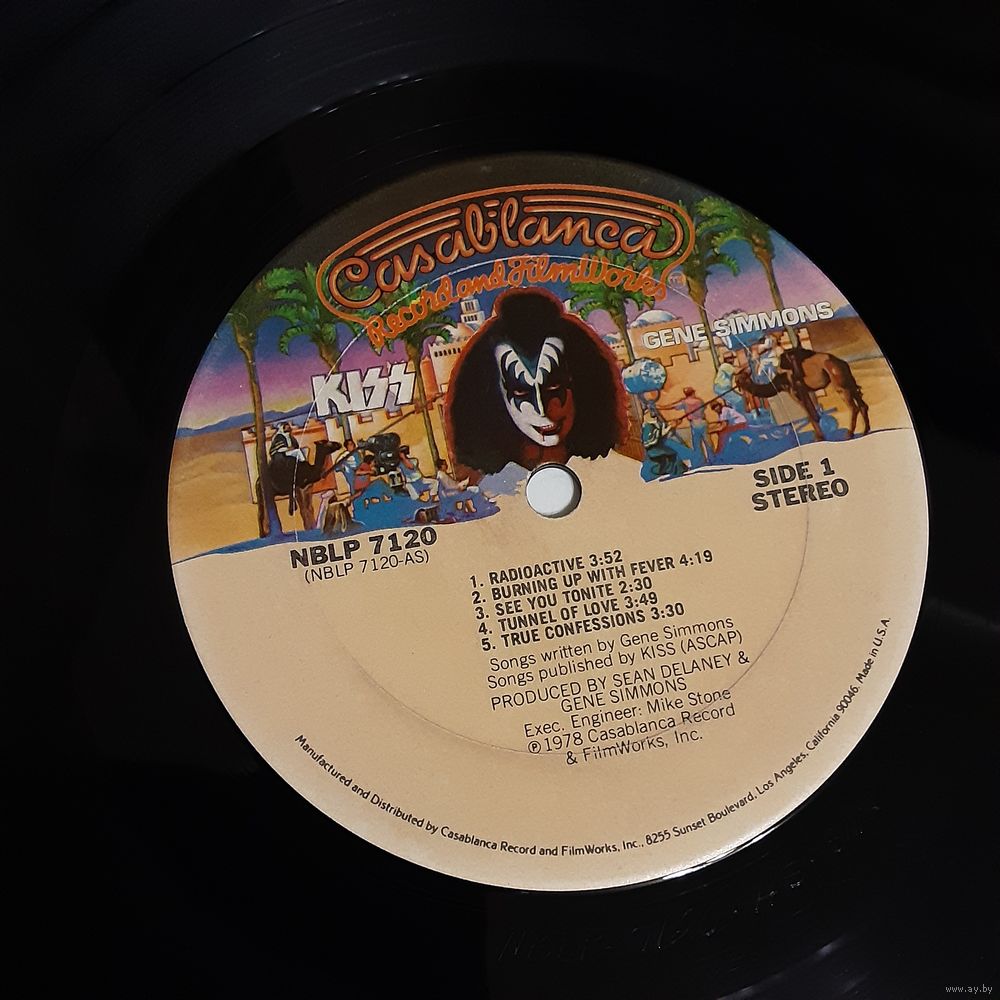 Casablanca
Record and FilmWorks
KISS
GENE SIMMONS
SIDE 1
STEREO
NBLP 7120
(NBLP 7120-AS)
1. RADIOACTIVE 3:52
2. BURNING UP WITH FEVER 4:19
3. SEE YOU TONITE 2:30
4. TUNNEL OF LOVE 3:49
5. TRUE CONFESSIONS 3:30
Songs written by Gene Simmons
Songs published by KISS (ASCAP)
PRODUCED BY SEAN DELANEY &
GENE SIMMONS
Exec. Engineer: Mike Stone
℗ 1978 Casablanca Record
& FilmWorks, Inc.
Manufactured and Distributed by Casablanca Record and FilmWorks, Inc., 8255 Sunset Boulevard, Los Angeles, California 90046. Made in U.S.A.
www.ay.by